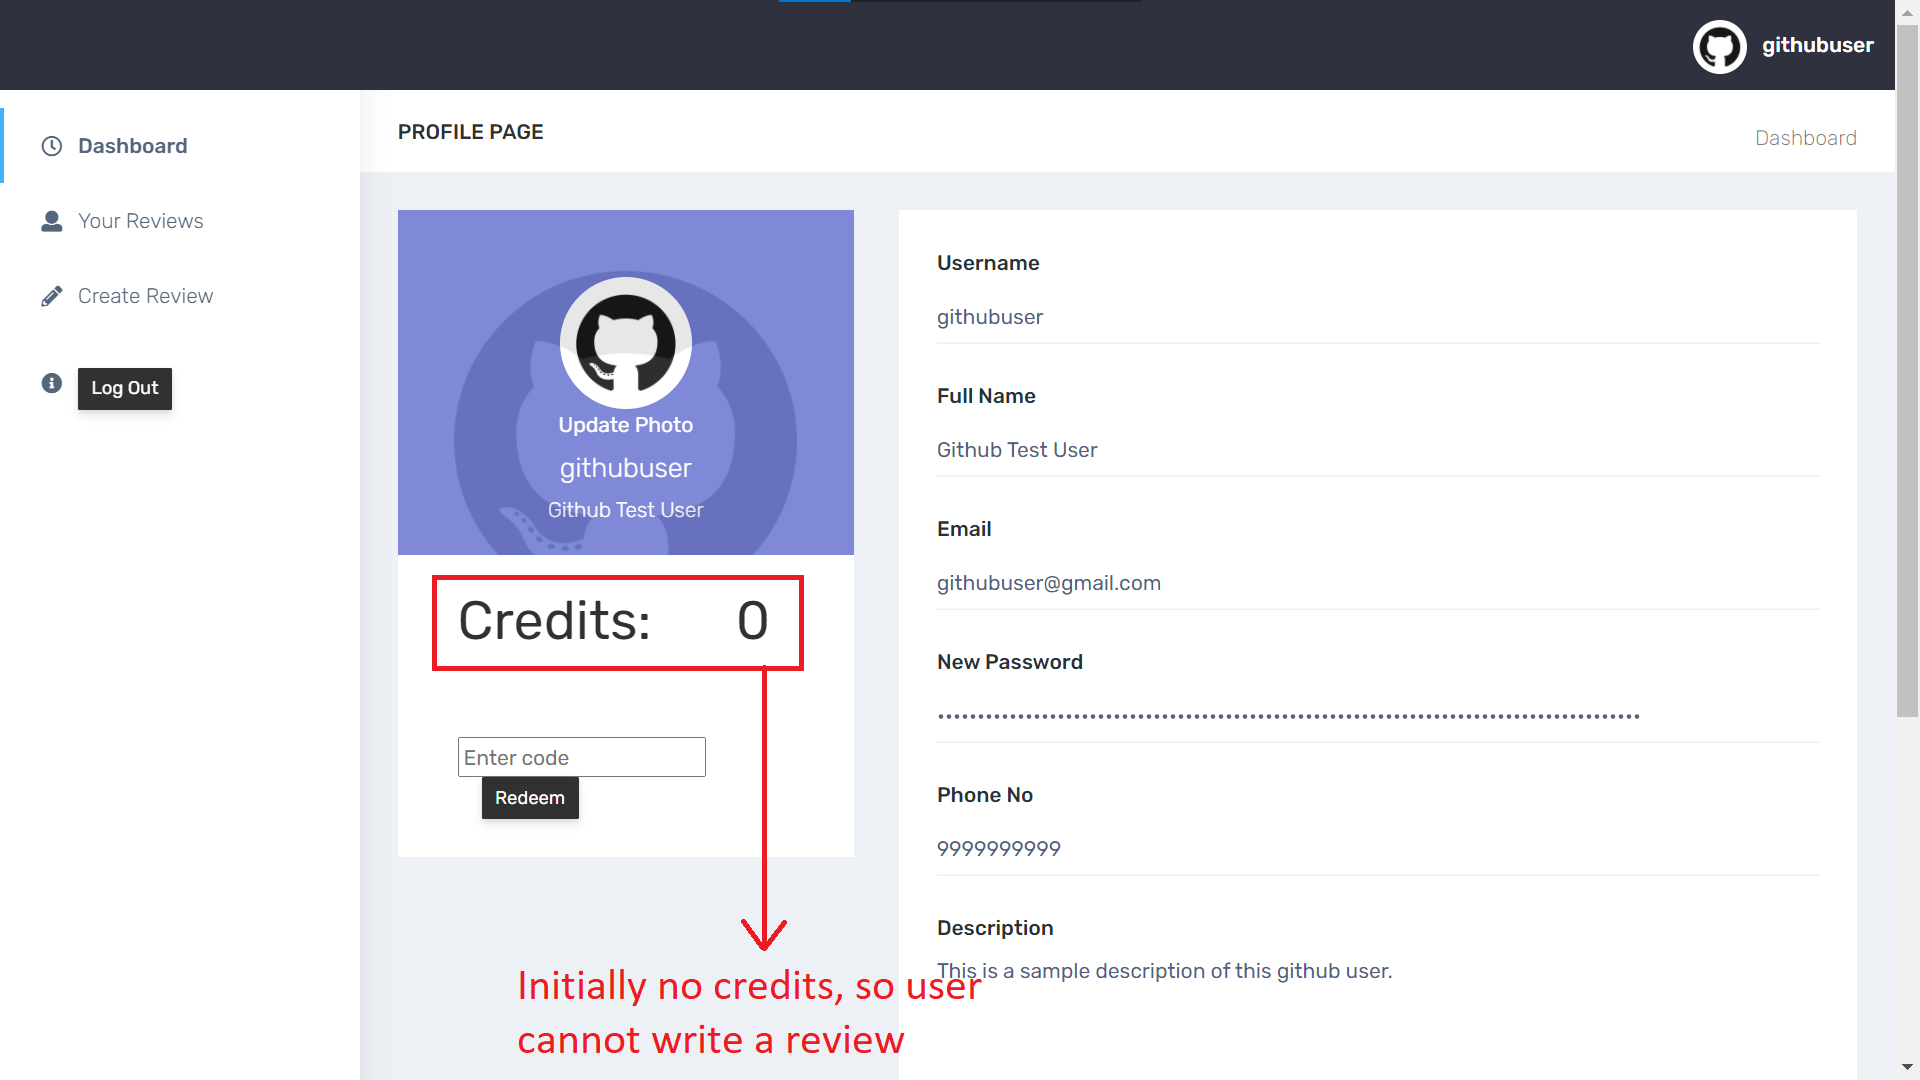 githubuser
Dashboard
Your Reviews
Create Review
Log Out
PROFILE PAGE
Dashboard
Update Photo
githubuser
Github Test User
Credits: 0
Enter code
Redeem
Initially no credits, so user
cannot write a review
Username
githubuser
Full Name
Github Test User
Email
githubuser@gmail.com
New Password
Phone No
9999999999
Description
This is a sample description of this github user.